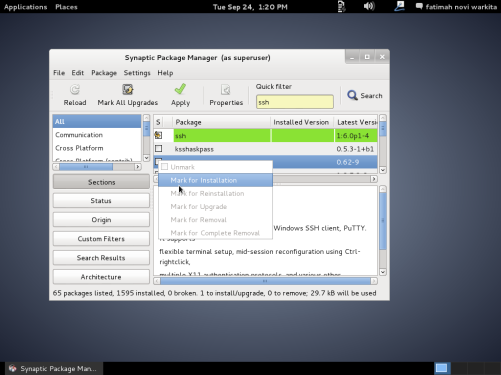 Applications Places Tue Sep 24, 1:20 PM fatimah novi warkita
Synaptic Package Manager (as superuser)
File Edit Package Settings Help
Reload Mark All Upgrades Apply Properties Quick filter Search
ssh
All
Communication
Cross Platform
Cross Platform (contrib)
S Package Installed Version Latest Versi
ssh 1:6.0p1-4
ksshaskpass 0.5.3-1+b1
0.62-9
Unmark
Mark for Installation
Mark for Reinstallation
Mark for Upgrade
Mark for Removal
Mark for Complete Removal
Sections
Status
Origin
Custom Filters
Search Results
Architecture
Windows SSH client, PuTTY.
It supports
flexible terminal setup, mid-session reconfiguration using Ctrl-
rightclick,
multiple X11 authentication protocols, and various other
65 packages listed, 1595 installed, 0 broken. 1 to install/upgrade, 0 to remove; 29.7 kB will be used
Synaptic Package Man...